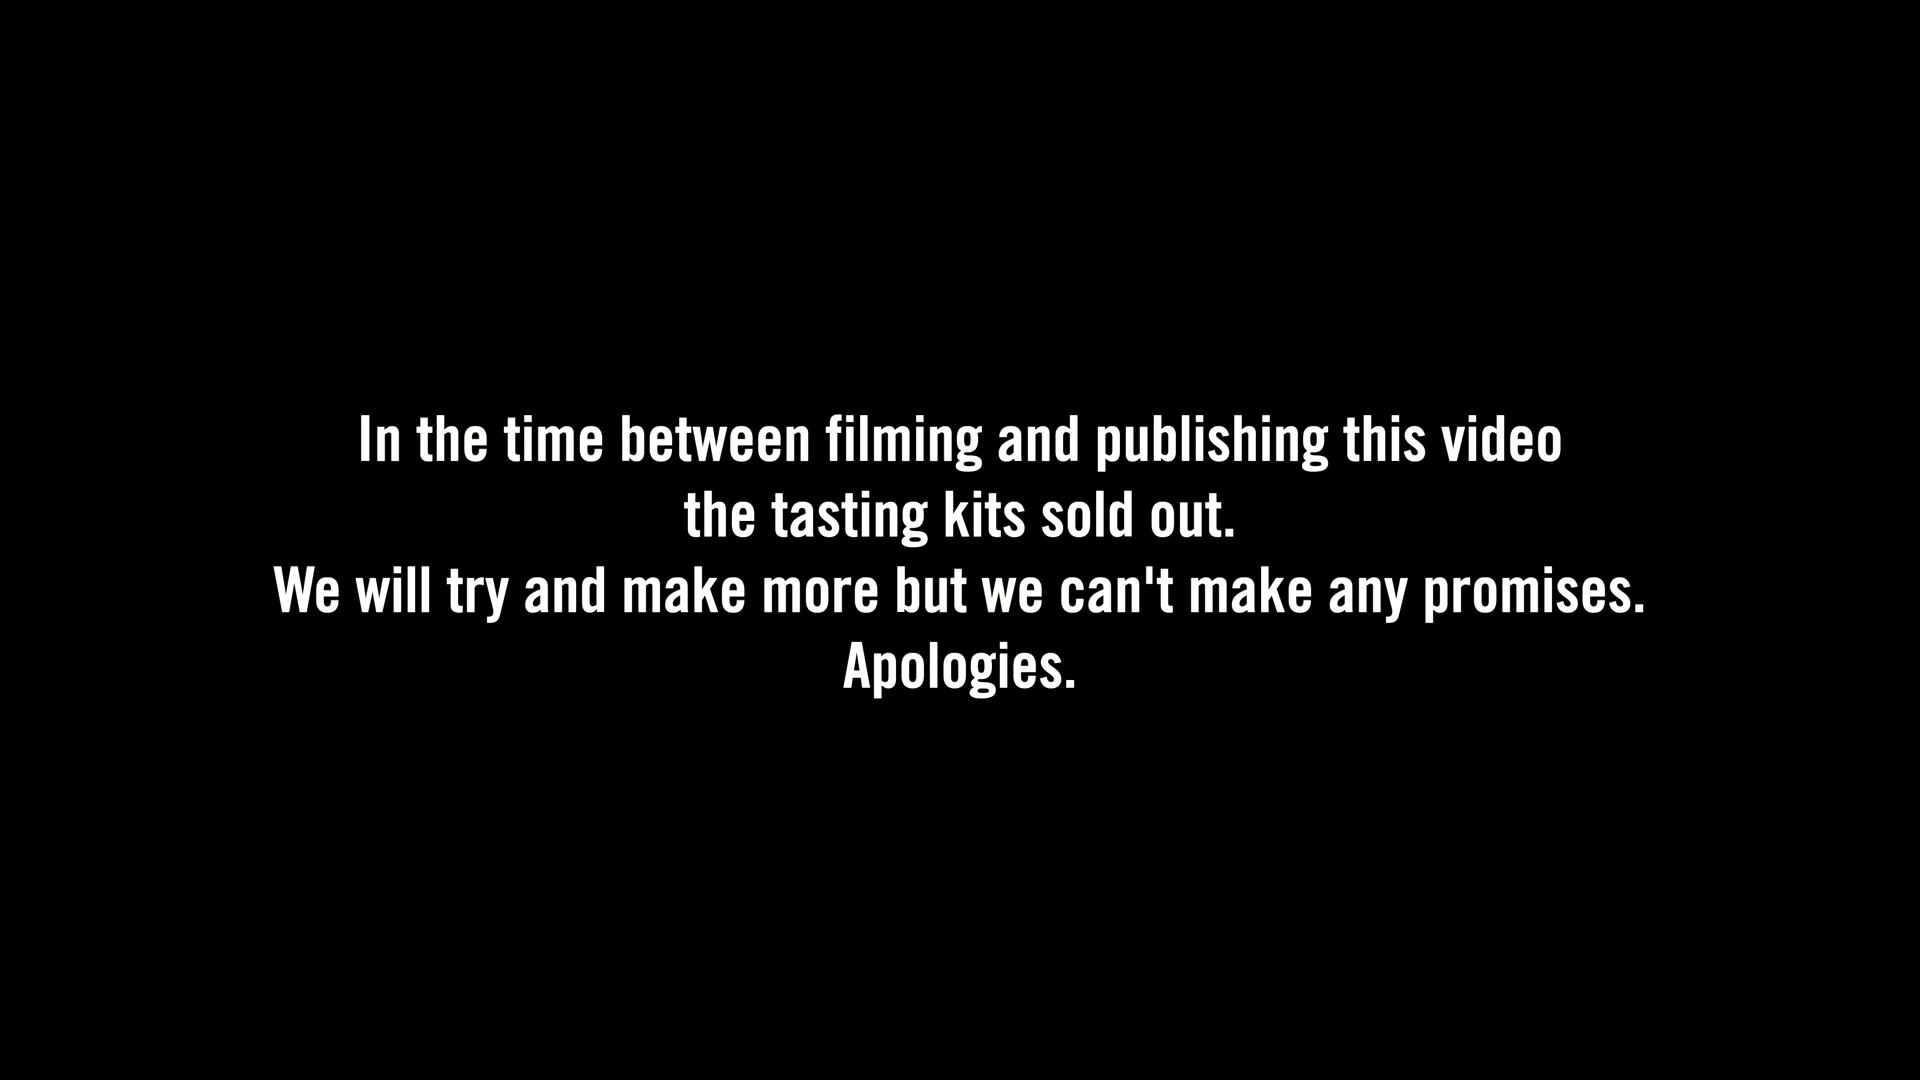 In the time between filming and publishing this video
the tasting kits sold out.
We will try and make more but we can't make any promises.
Apologies.